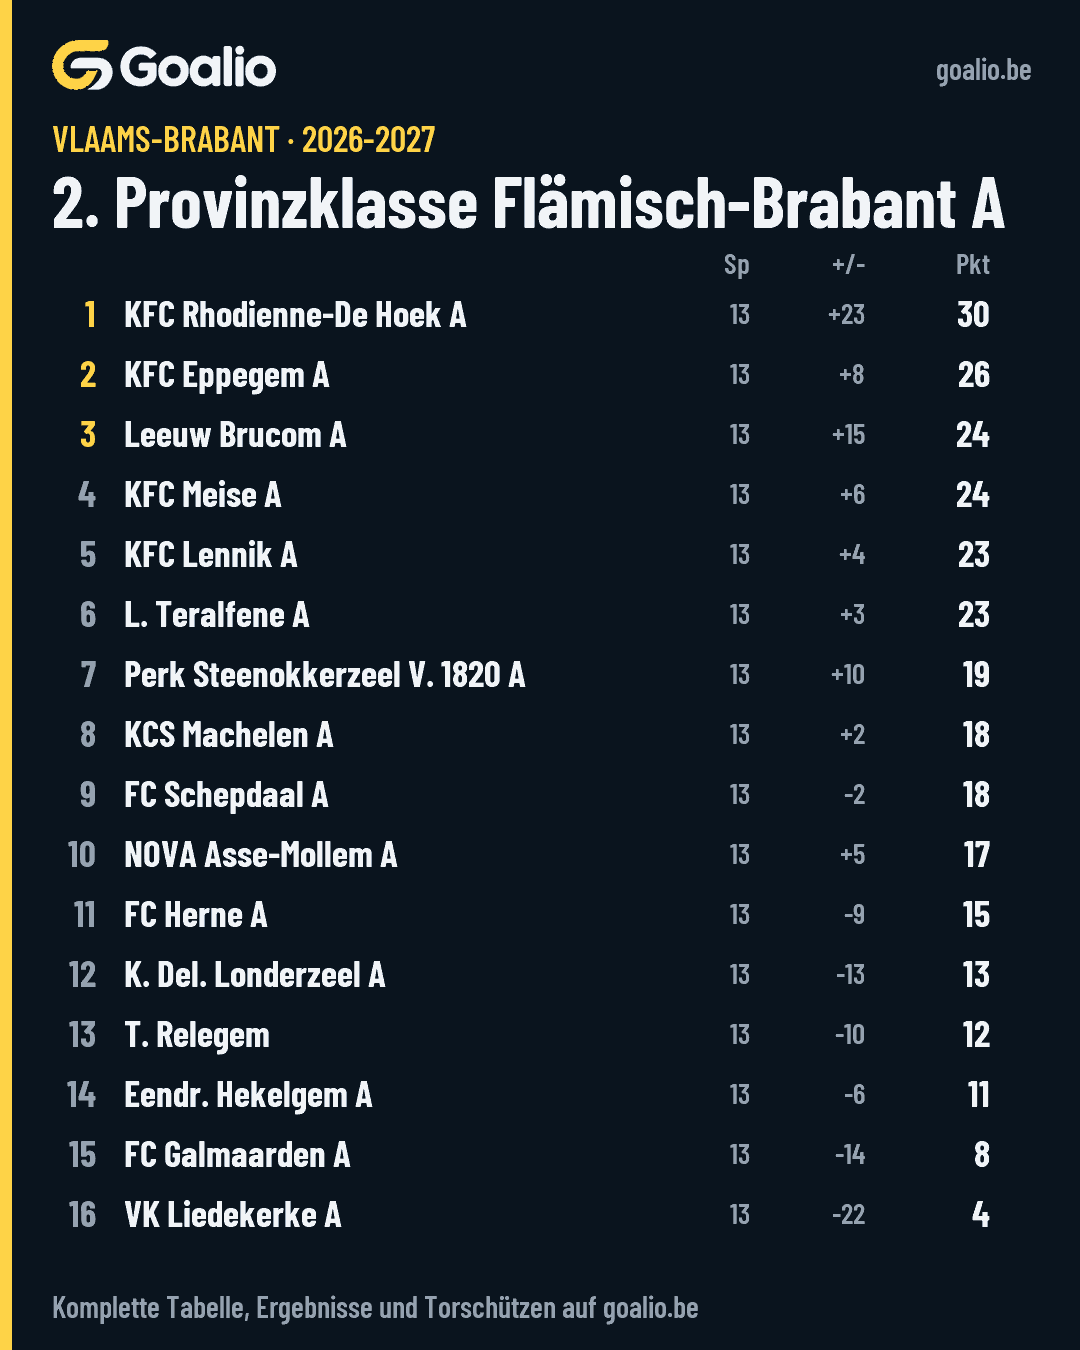 Goalio
goalio.be
VLAAMS-BRABANT · 2026-2027
2. Provinzklasse Flämisch-Brabant A
Sp +/- Pkt
1 KFC Rhodienne-De Hoek A 13 +23 30
2 KFC Eppegem A 13 +8 26
3 Leeuw Brucom A 13 +15 24
4 KFC Meise A 13 +6 24
5 KFC Lennik A 13 +4 23
6 L. Teralfene A 13 +3 23
7 Perk Steenokkerzeel V. 1820 A 13 +10 19
8 KCS Machelen A 13 +2 18
9 FC Schepdaal A 13 -2 18
10 NOVA Asse-Mollem A 13 +5 17
11 FC Herne A 13 -9 15
12 K. Del. Londerzeel A 13 -13 13
13 T. Relegem 13 -10 12
14 Eendr. Hekelgem A 13 -6 11
15 FC Galmaarden A 13 -14 8
16 VK Liedekerke A 13 -22 4
Komplette Tabelle, Ergebnisse und Torschützen auf goalio.be